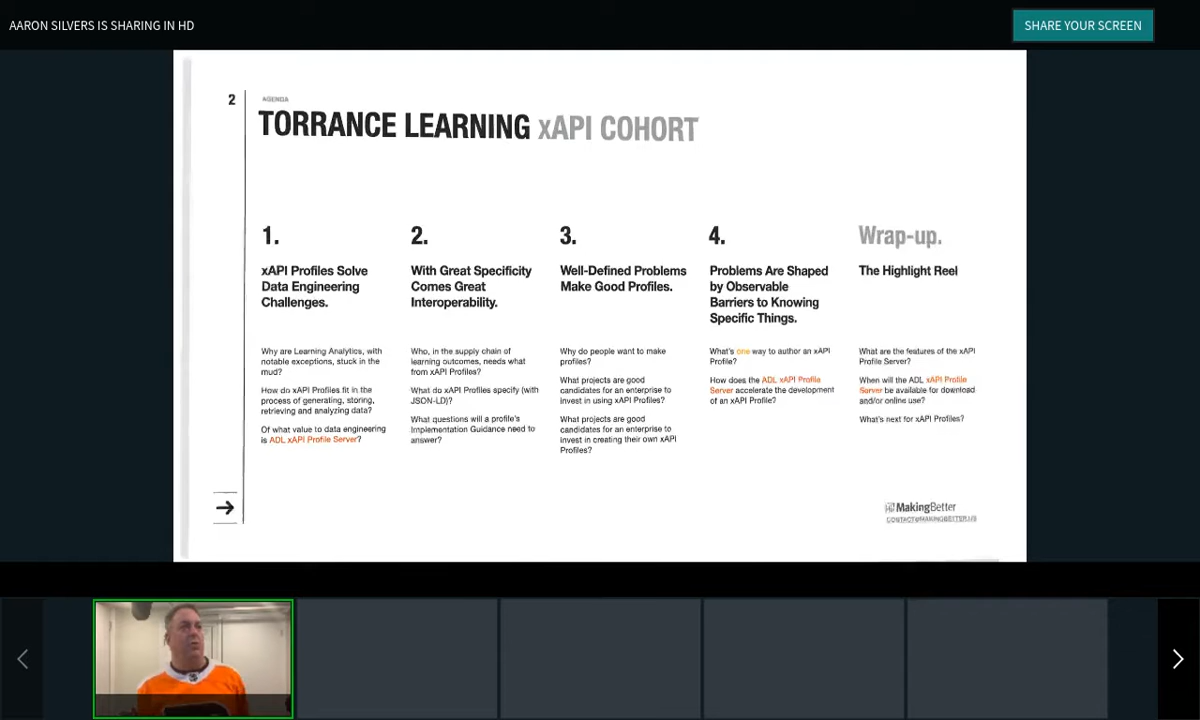 AARON SILVERS IS SHARING IN HD
SHARE YOUR SCREEN
2
AGENDA
TORRANCE LEARNING xAPI COHORT
1.
xAPI Profiles Solve
Data Engineering
Challenges.
Why are Learning Analytics, with
notable exceptions, stuck in the
mud?
How do xAPI Profiles fit in the
process of generating, storing,
retrieving and analyzing data?
Of what value to data engineering
is ADL xAPI Profile Server?
2.
With Great Specificity
Comes Great
Interoperability.
Who, in the supply chain of
learning outcomes, needs what
from xAPI Profiles?
What do xAPI Profiles specify (with
JSON-LD)?
What questions will a profile's
Implementation Guidance need to
answer?
3.
Well-Defined Problems
Make Good Profiles.
Why do people want to make
profiles?
What projects are good
candidates for an enterprise to
invest in using xAPI Profiles?
What projects are good
candidates for an enterprise to
invest in creating their own xAPI
Profiles?
4.
Problems Are Shaped
by Observable
Barriers to Knowing
Specific Things.
What's one way to author an xAPI
Profile?
How does the ADL xAPI Profile
Server accelerate the development
of an xAPI Profile?
Wrap-up.
The Highlight Reel
What are the features of the xAPI
Profile Server?
When will the ADL xAPI Profile
Server be available for download
and/or online use?
What's next for xAPI Profiles?
MakingBetter
CONTACT@MAKINGBETTER.US